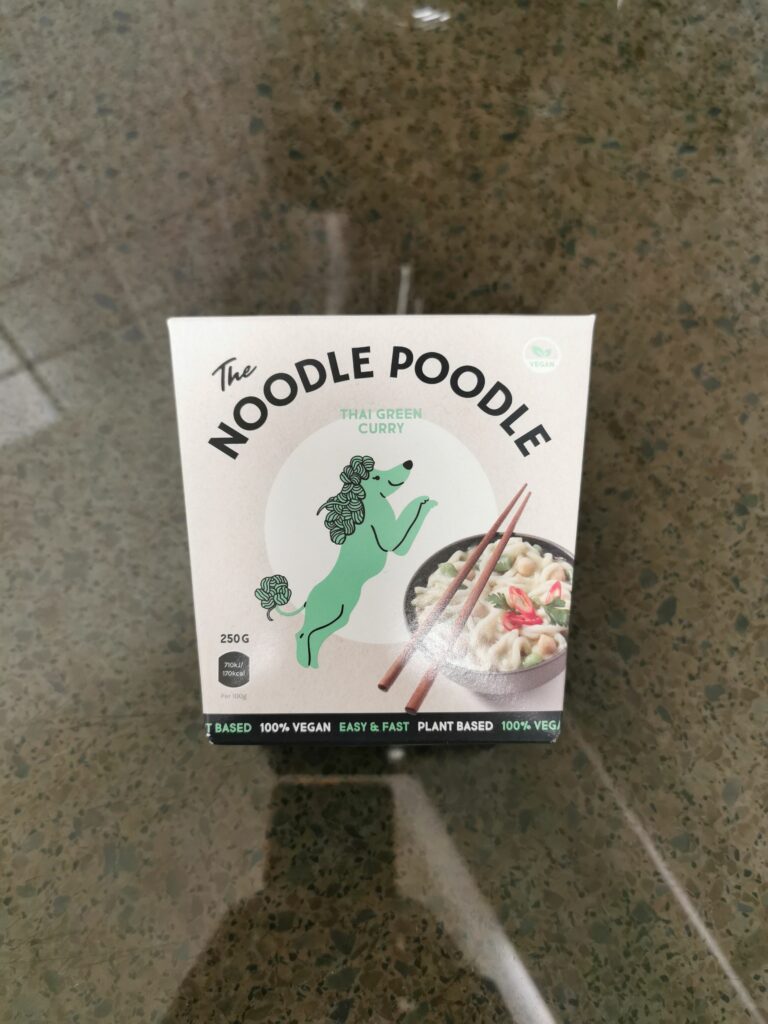 The
NOODLE POODLE
VEGAN
THAI GREEN
CURRY
250G
710kJ/
170kcal
Per 100g
T BASED 100% VEGAN EASY & FAST PLANT BASED 100% VEGA